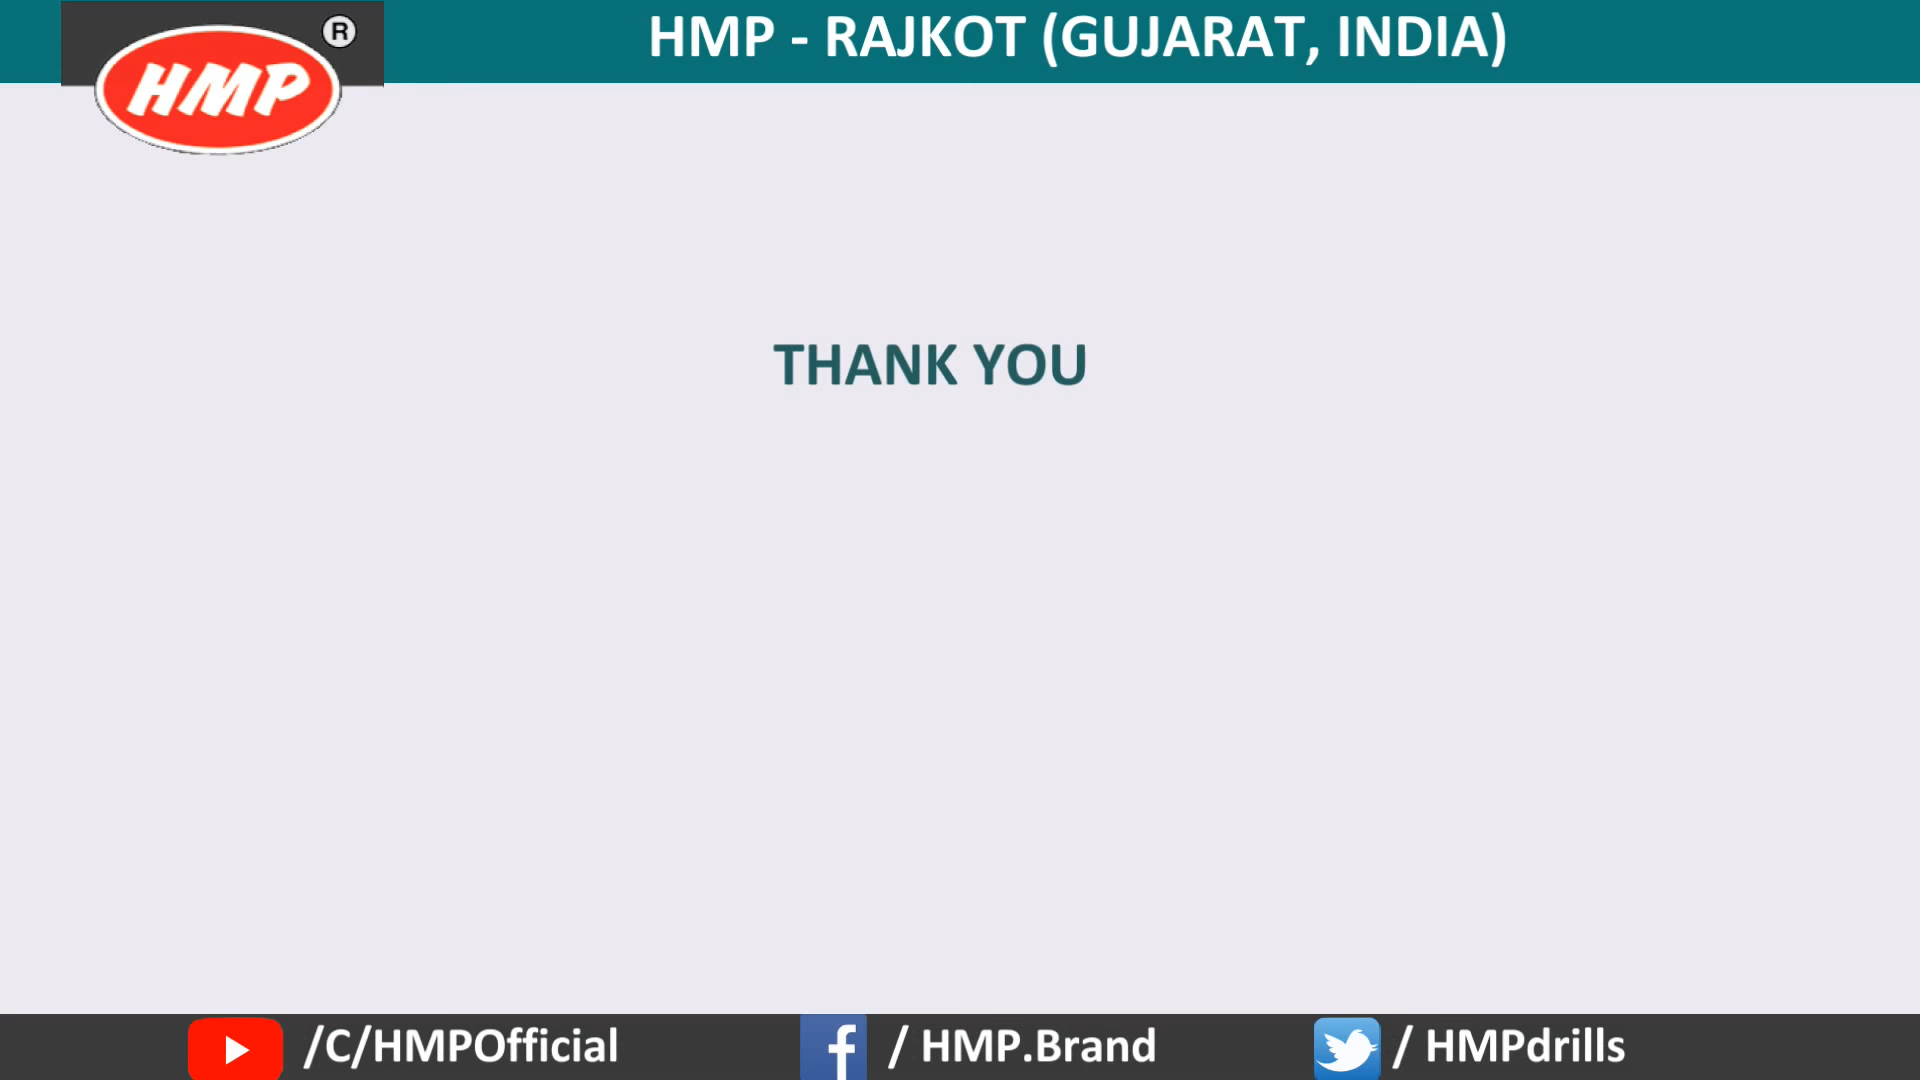 HMP ®
HMP - RAJKOT (GUJARAT, INDIA)
THANK YOU
/C/HMPOfficial
f / HMP.Brand
/ HMPdrills